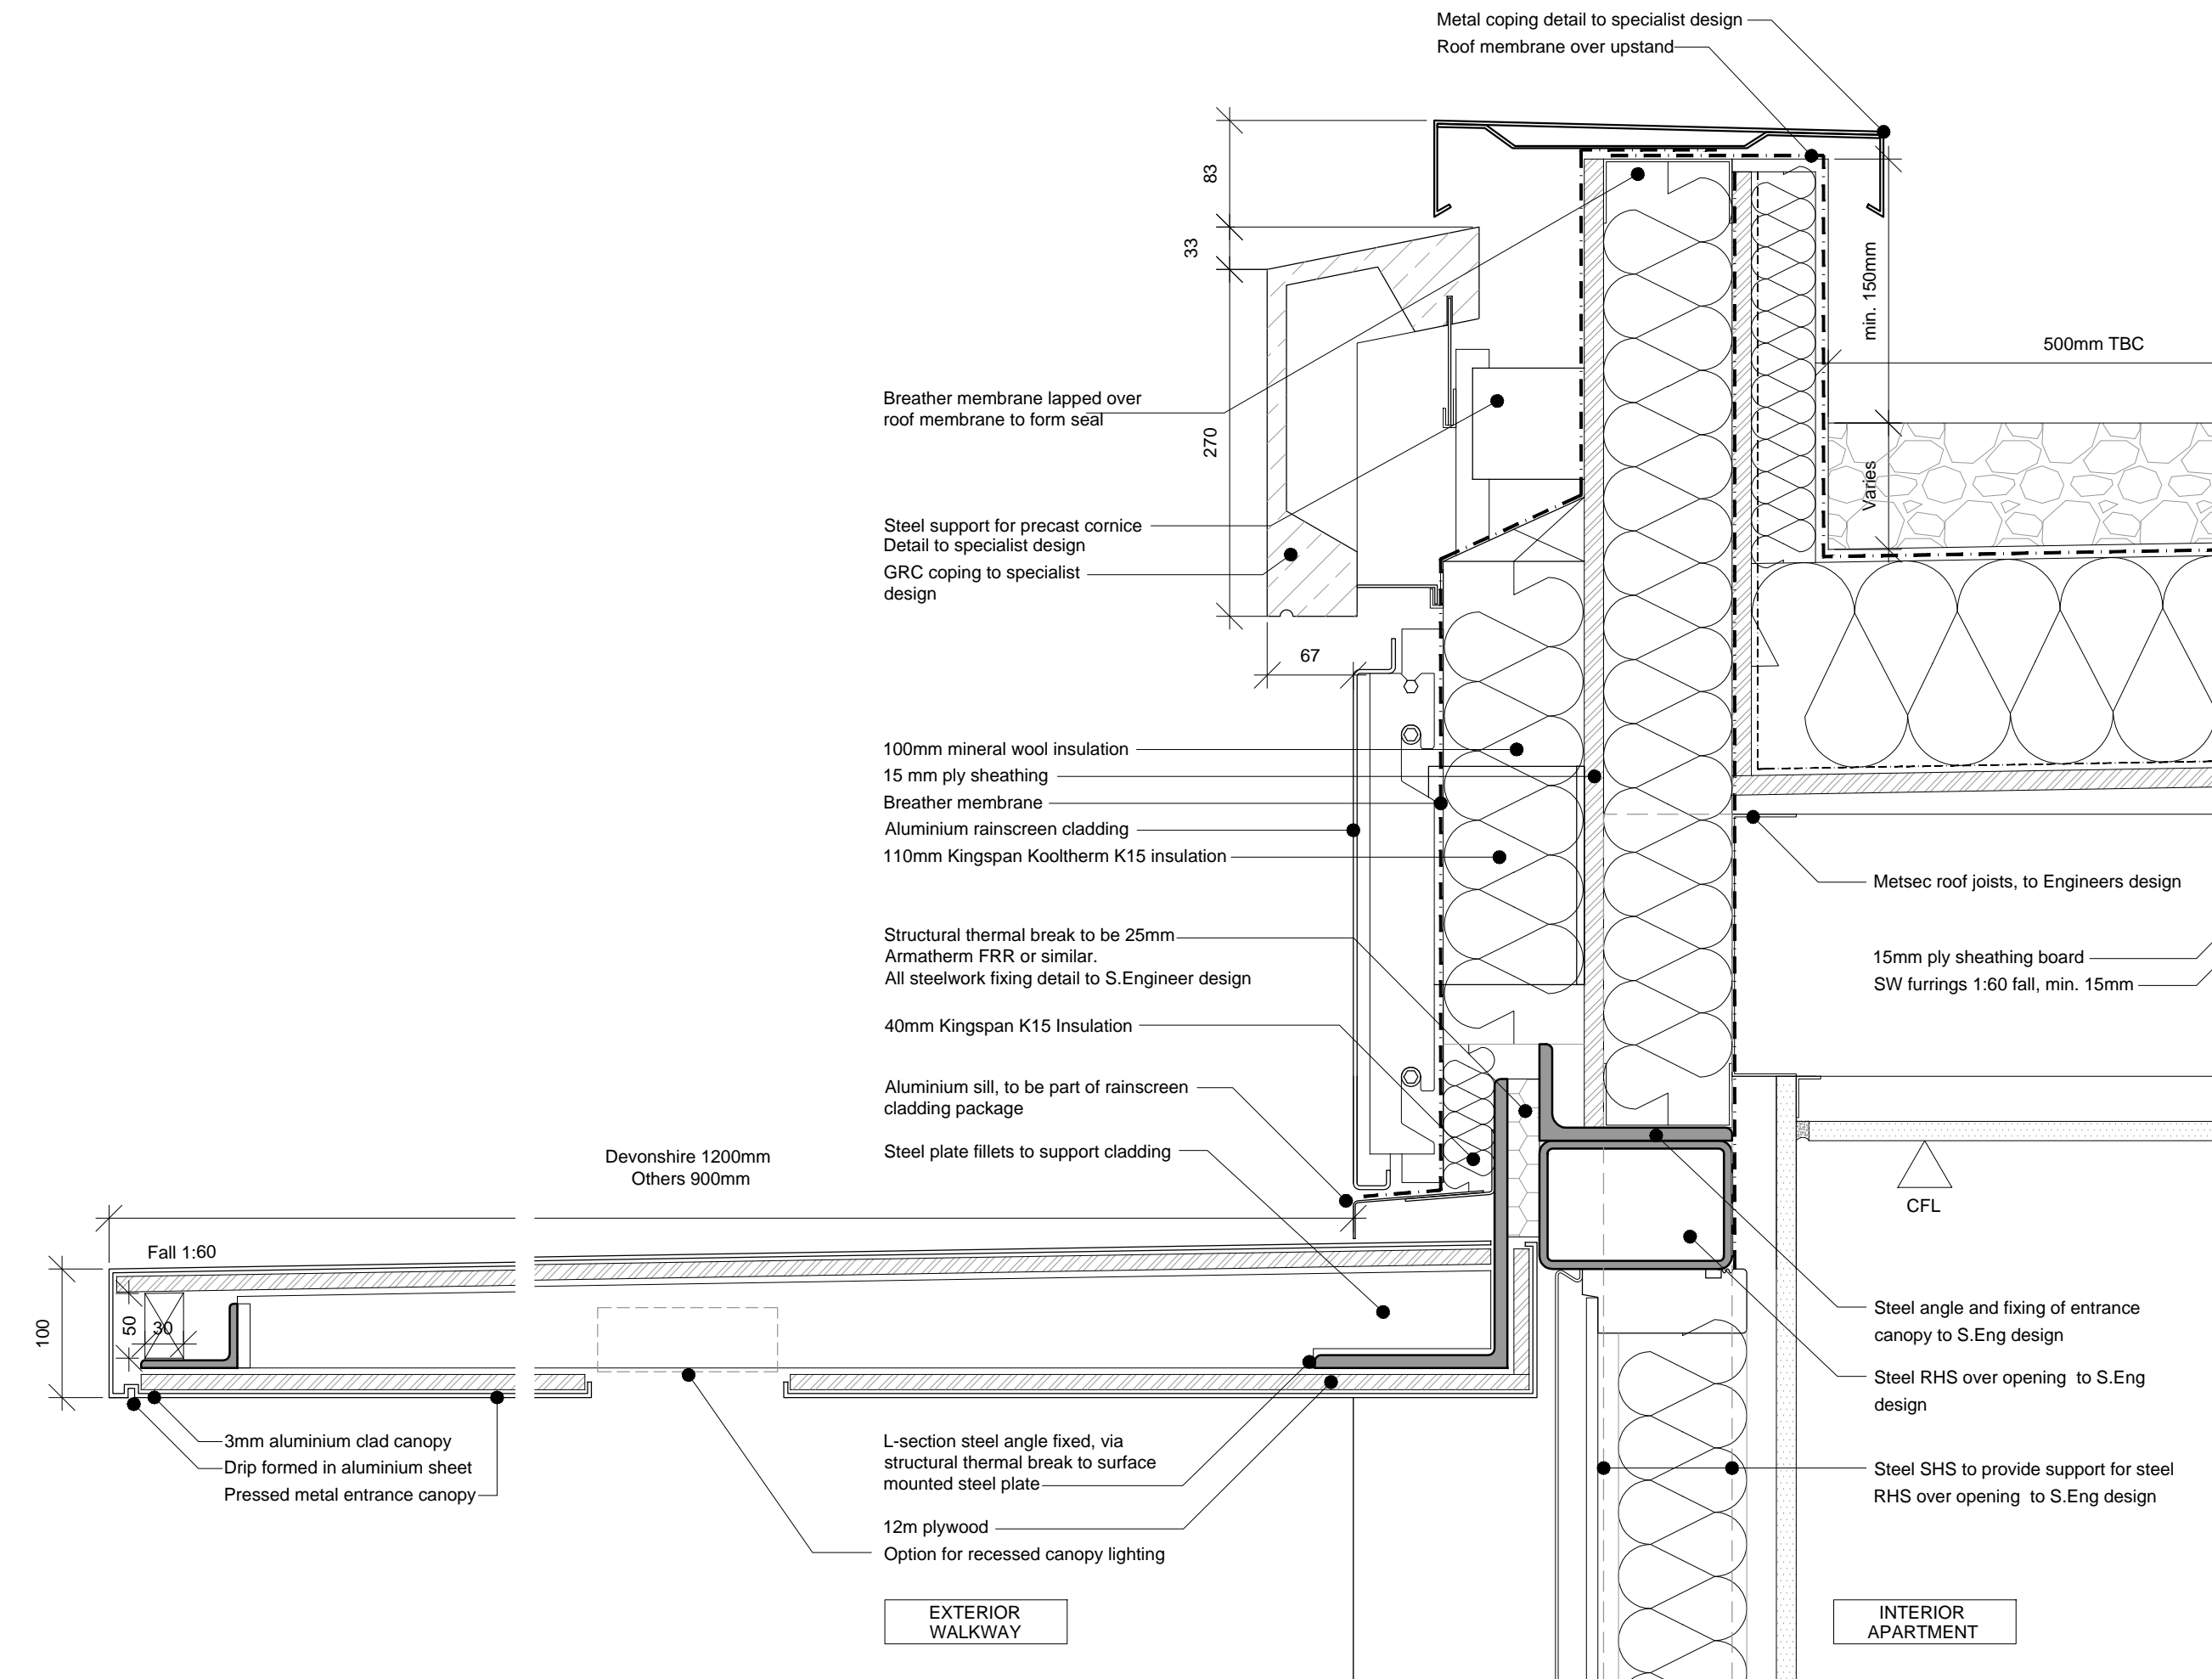 Metal coping detail to specialist design
Roof membrane over upstand
83
33
min. 150mm
500mm TBC
Breather membrane lapped over
roof membrane to form seal
270
Varies
Steel support for precast cornice
Detail to specialist design
GRC coping to specialist
design
67
100mm mineral wool insulation
15 mm ply sheathing
Breather membrane
Aluminium rainscreen cladding
110mm Kingspan Kooltherm K15 insulation
Metsec roof joists, to Engineers design
Structural thermal break to be 25mm
Armatherm FRR or similar.
All steelwork fixing detail to S.Engineer design
15mm ply sheathing board
SW furrings 1:60 fall, min. 15mm
40mm Kingspan K15 Insulation
Aluminium sill, to be part of rainscreen
cladding package
Steel plate fillets to support cladding
Devonshire 1200mm
Others 900mm
CFL
Fall 1:60
100
50
30
Steel angle and fixing of entrance
canopy to S.Eng design
Steel RHS over opening  to S.Eng
design
3mm aluminium clad canopy
Drip formed in aluminium sheet
Pressed metal entrance canopy
L-section steel angle fixed, via
structural thermal break to surface
mounted steel plate
Steel SHS to provide support for steel
RHS over opening  to S.Eng design
12m plywood
Option for recessed canopy lighting
EXTERIOR
WALKWAY
INTERIOR
APARTMENT